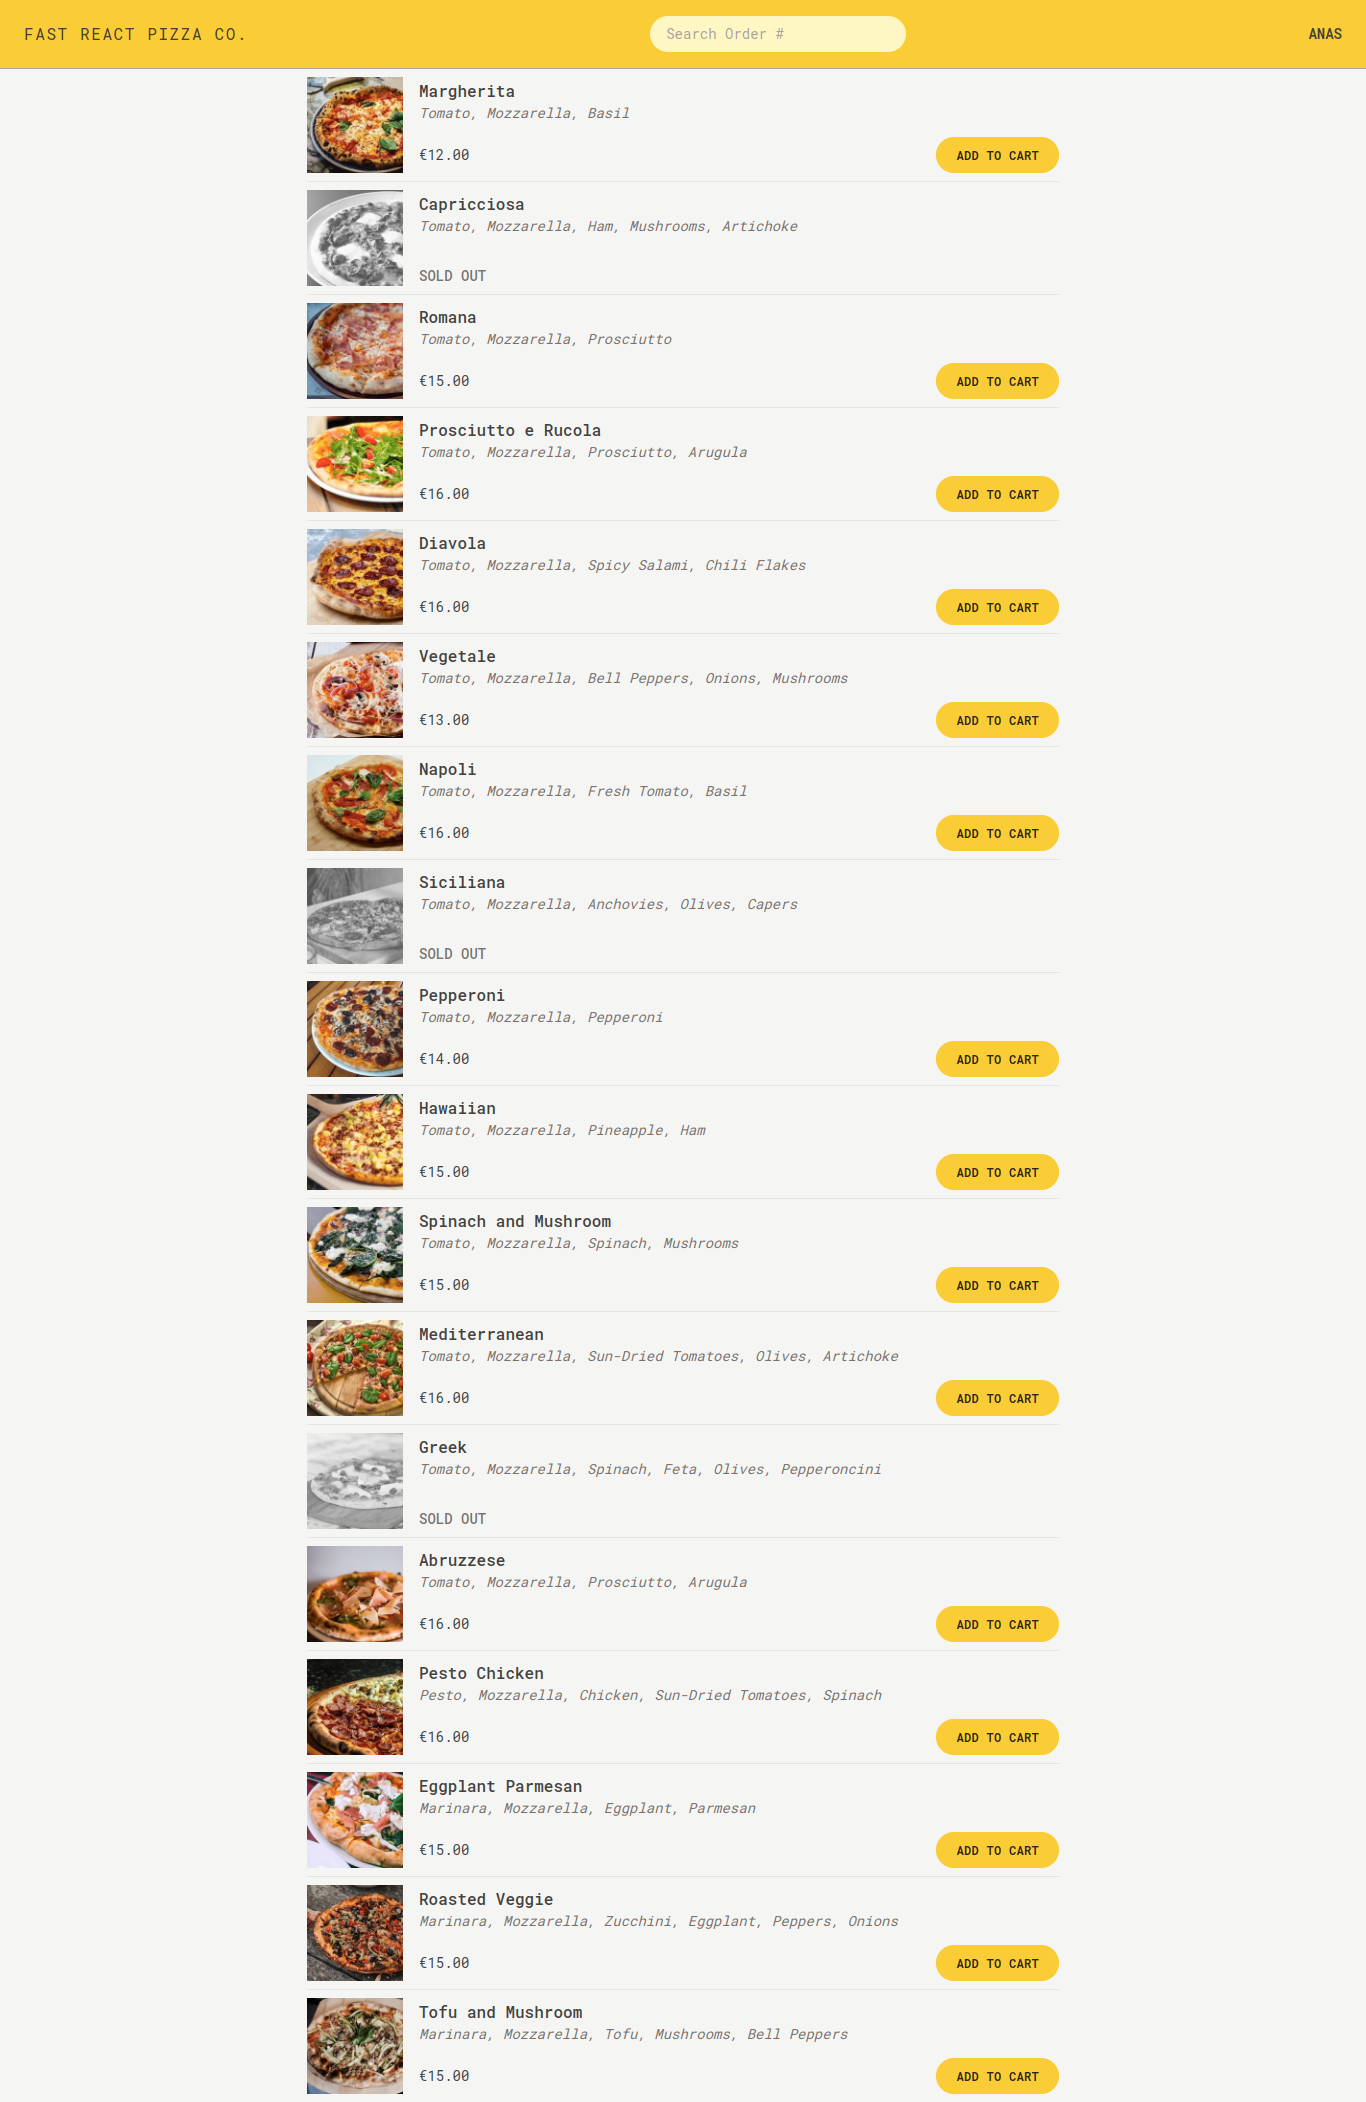 FAST REACT PIZZA CO.
Search Order #
ANAS
Margherita
Tomato, Mozzarella, Basil
€12.00
ADD TO CART
Capricciosa
Tomato, Mozzarella, Ham, Mushrooms, Artichoke
SOLD OUT
Romana
Tomato, Mozzarella, Prosciutto
€15.00
ADD TO CART
Prosciutto e Rucola
Tomato, Mozzarella, Prosciutto, Arugula
€16.00
ADD TO CART
Diavola
Tomato, Mozzarella, Spicy Salami, Chili Flakes
€16.00
ADD TO CART
Vegetale
Tomato, Mozzarella, Bell Peppers, Onions, Mushrooms
€13.00
ADD TO CART
Napoli
Tomato, Mozzarella, Fresh Tomato, Basil
€16.00
ADD TO CART
Siciliana
Tomato, Mozzarella, Anchovies, Olives, Capers
SOLD OUT
Pepperoni
Tomato, Mozzarella, Pepperoni
€14.00
ADD TO CART
Hawaiian
Tomato, Mozzarella, Pineapple, Ham
€15.00
ADD TO CART
Spinach and Mushroom
Tomato, Mozzarella, Spinach, Mushrooms
€15.00
ADD TO CART
Mediterranean
Tomato, Mozzarella, Sun-Dried Tomatoes, Olives, Artichoke
€16.00
ADD TO CART
Greek
Tomato, Mozzarella, Spinach, Feta, Olives, Pepperoncini
SOLD OUT
Abruzzese
Tomato, Mozzarella, Prosciutto, Arugula
€16.00
ADD TO CART
Pesto Chicken
Pesto, Mozzarella, Chicken, Sun-Dried Tomatoes, Spinach
€16.00
ADD TO CART
Eggplant Parmesan
Marinara, Mozzarella, Eggplant, Parmesan
€15.00
ADD TO CART
Roasted Veggie
Marinara, Mozzarella, Zucchini, Eggplant, Peppers, Onions
€15.00
ADD TO CART
Tofu and Mushroom
Marinara, Mozzarella, Tofu, Mushrooms, Bell Peppers
€15.00
ADD TO CART